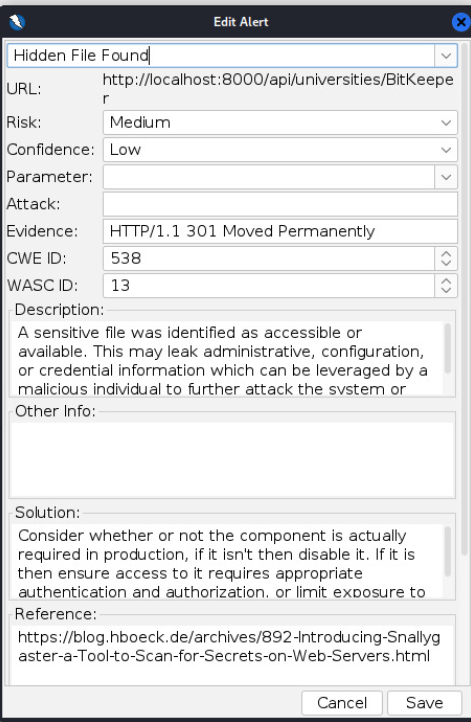 Edit Alert
Hidden File Found
URL: http://localhost:8000/api/universities/BitKeepe
r
Risk: Medium
Confidence: Low
Parameter:
Attack:
Evidence: HTTP/1.1 301 Moved Permanently
CWE ID: 538
WASC ID: 13
Description:
A sensitive file was identified as accessible or
available. This may leak administrative, configuration,
or credential information which can be leveraged by a
malicious individual to further attack the system or
Other Info:
Solution:
Consider whether or not the component is actually
required in production, if it isn't then disable it. If it is
then ensure access to it requires appropriate
authentication and authorization, or limit exposure to
Reference:
https://blog.hboeck.de/archives/892-Introducing-Snallyg
aster-a-Tool-to-Scan-for-Secrets-on-Web-Servers.html
Cancel Save